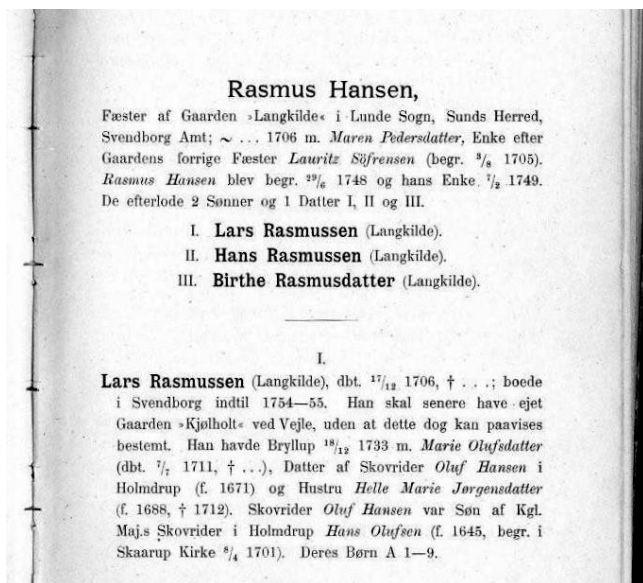 Rasmus Hansen,
Fæster af Gaarden »Langkilde« i Lunde Sogn, Sunds Herred,
Svendborg Amt; ~ ... 1706 m. Maren Pedersdatter, Enke efter
Gaardens forrige Fæster Lauritz Söfrensen (begr. 3/8 1705).
Rasmus Hansen blev begr. 29/6 1748 og hans Enke 7/2 1749.
De efterlode 2 Sønner og 1 Datter I, II og III.
I. Lars Rasmussen (Langkilde).
II. Hans Rasmussen (Langkilde).
III. Birthe Rasmusdatter (Langkilde).
I.
Lars Rasmussen (Langkilde), dbt. 17/12 1706, † . . .; boede
i Svendborg indtil 1754—55. Han skal senere have ejet
Gaarden »Kjølholt« ved Vejle, uden at dette dog kan paavises
bestemt. Han havde Bryllup 18/12 1733 m. Marie Olufsdatter
(dbt. 7/7 1711, † ...), Datter af Skovrider Oluf Hansen i
Holmdrup (f. 1671) og Hustru Helle Marie Jørgensdatter
(f. 1688, † 1712). Skovrider Oluf Hansen var Søn af Kgl.
Maj.s Skovrider i Holmdrup Hans Olufsen (f. 1645, begr. i
Skaarup Kirke 8/4 1701). Deres Børn A 1—9.